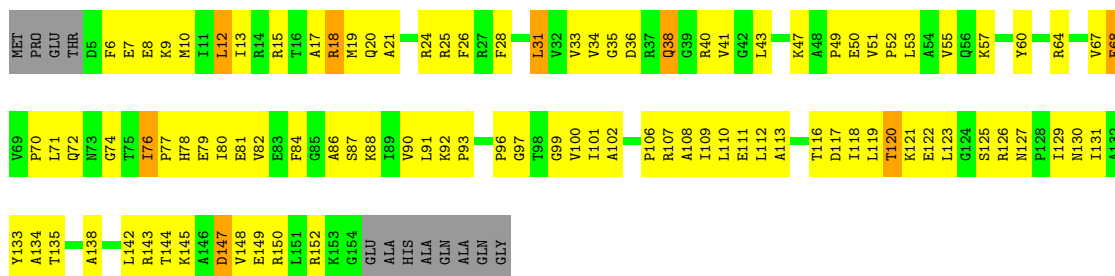 MET PRO GLU THR D5 F6 E7 E8 K9 M10 I11 L12 I13 R14 R15 T16 A17 R18 M19 Q20 A21 R24 R25 F26 R27 F28 L31 V32 V33 V34 G35 D36 R37 Q38 G39 R40 V41 G42 L43 K47 A48 P49 E50 V51 P52 L53 A54 V55 Q56 K57 Y60 R64 V67 E68
V69 P70 L71 Q72 N73 G74 T75 I76 P77 H78 E79 I80 E81 V82 E83 F84 G85 A86 S87 K88 I89 V90 L91 K92 P93 P96 G97 T98 G99 V100 I101 A102 P106 R107 A108 I109 L110 E111 L112 A113 T116 D117 I118 L119 T120 K121 E122 L123 G124 S125 R126 N127 P128 I129 N130 I131 A132
Y133 A134 T135 A138 L142 R143 T144 K145 A146 D147 V148 E149 R150 L151 R152 K153 G154 GLU ALA HIS ALA GLN ALA GLN GLY